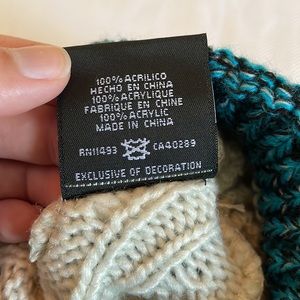 100% ACRILICO
HECHO EN CHINA
100% ACRYLIQUE
FABRIQUE EN CHINE
100% ACRYLIC
MADE IN CHINA
RN11493 CA40289
EXCLUSIVE OF DECORATION